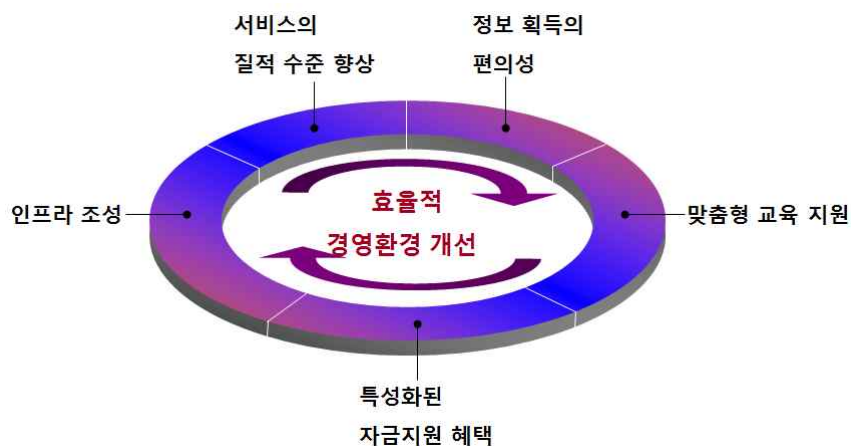 서비스의
질적 수준 향상
정보 획득의
편의성
인프라 조성
효율적
경영환경 개선
맞춤형 교육 지원
특성화된
자금지원 혜택